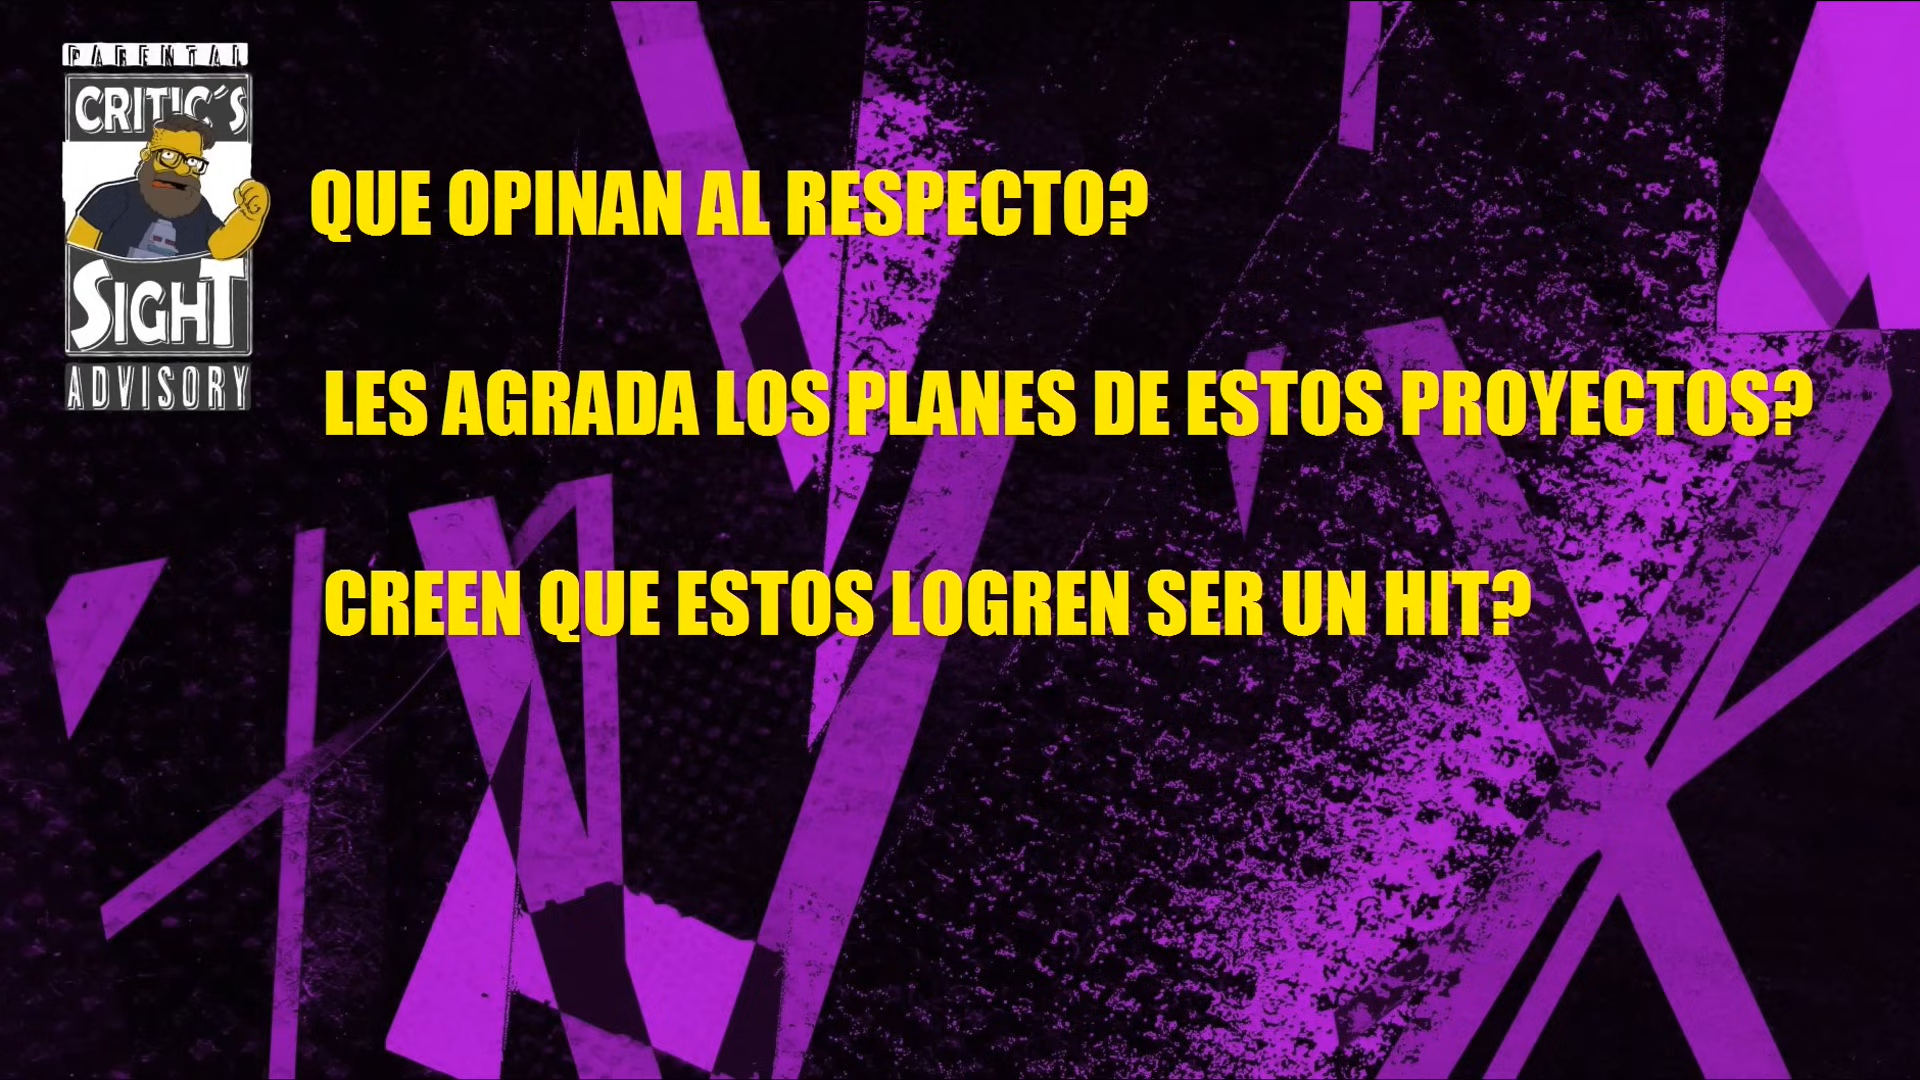 PARENTAL
CRITIC´S
SIGHT
ADVISORY
QUE OPINAN AL RESPECTO?
LES AGRADA LOS PLANES DE ESTOS PROYECTOS?
CREEN QUE ESTOS LOGREN SER UN HIT?